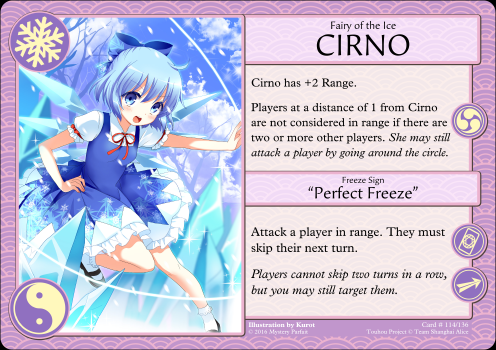 Fairy of the Ice
CIRNO
Cirno has +2 Range.
Players at a distance of 1 from Cirno
are not considered in range if there are
two or more other players. She may still
attack a player by going around the circle.
Freeze Sign
“Perfect Freeze”
Attack a player in range. They must
skip their next turn.
Players cannot skip two turns in a row,
but you may still target them.
Illustration by Kurot
© 2016 Mystery Parfait
Card # 114/136
Touhou Project © Team Shanghai Alice